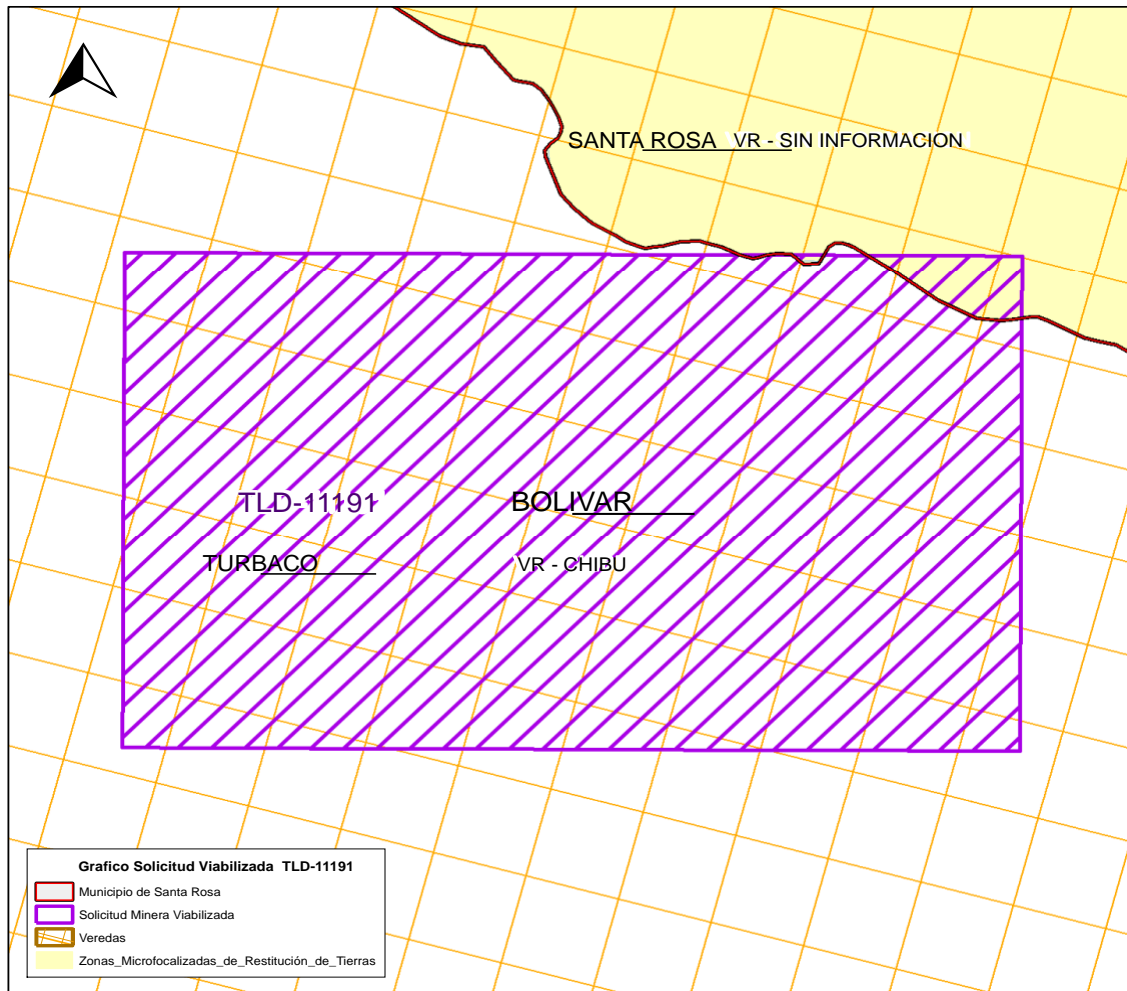 SANTA ROSA VR - SIN INFORMACION
TLD-11191
BOLIVAR
TURBACO
VR - CHIBU
Grafico Solicitud Viabilizada TLD-11191
Municipio de Santa Rosa
Solicitud Minera Viabilizada
Veredas
Zonas_Microfocalizadas_de_Restitución_de_Tierras